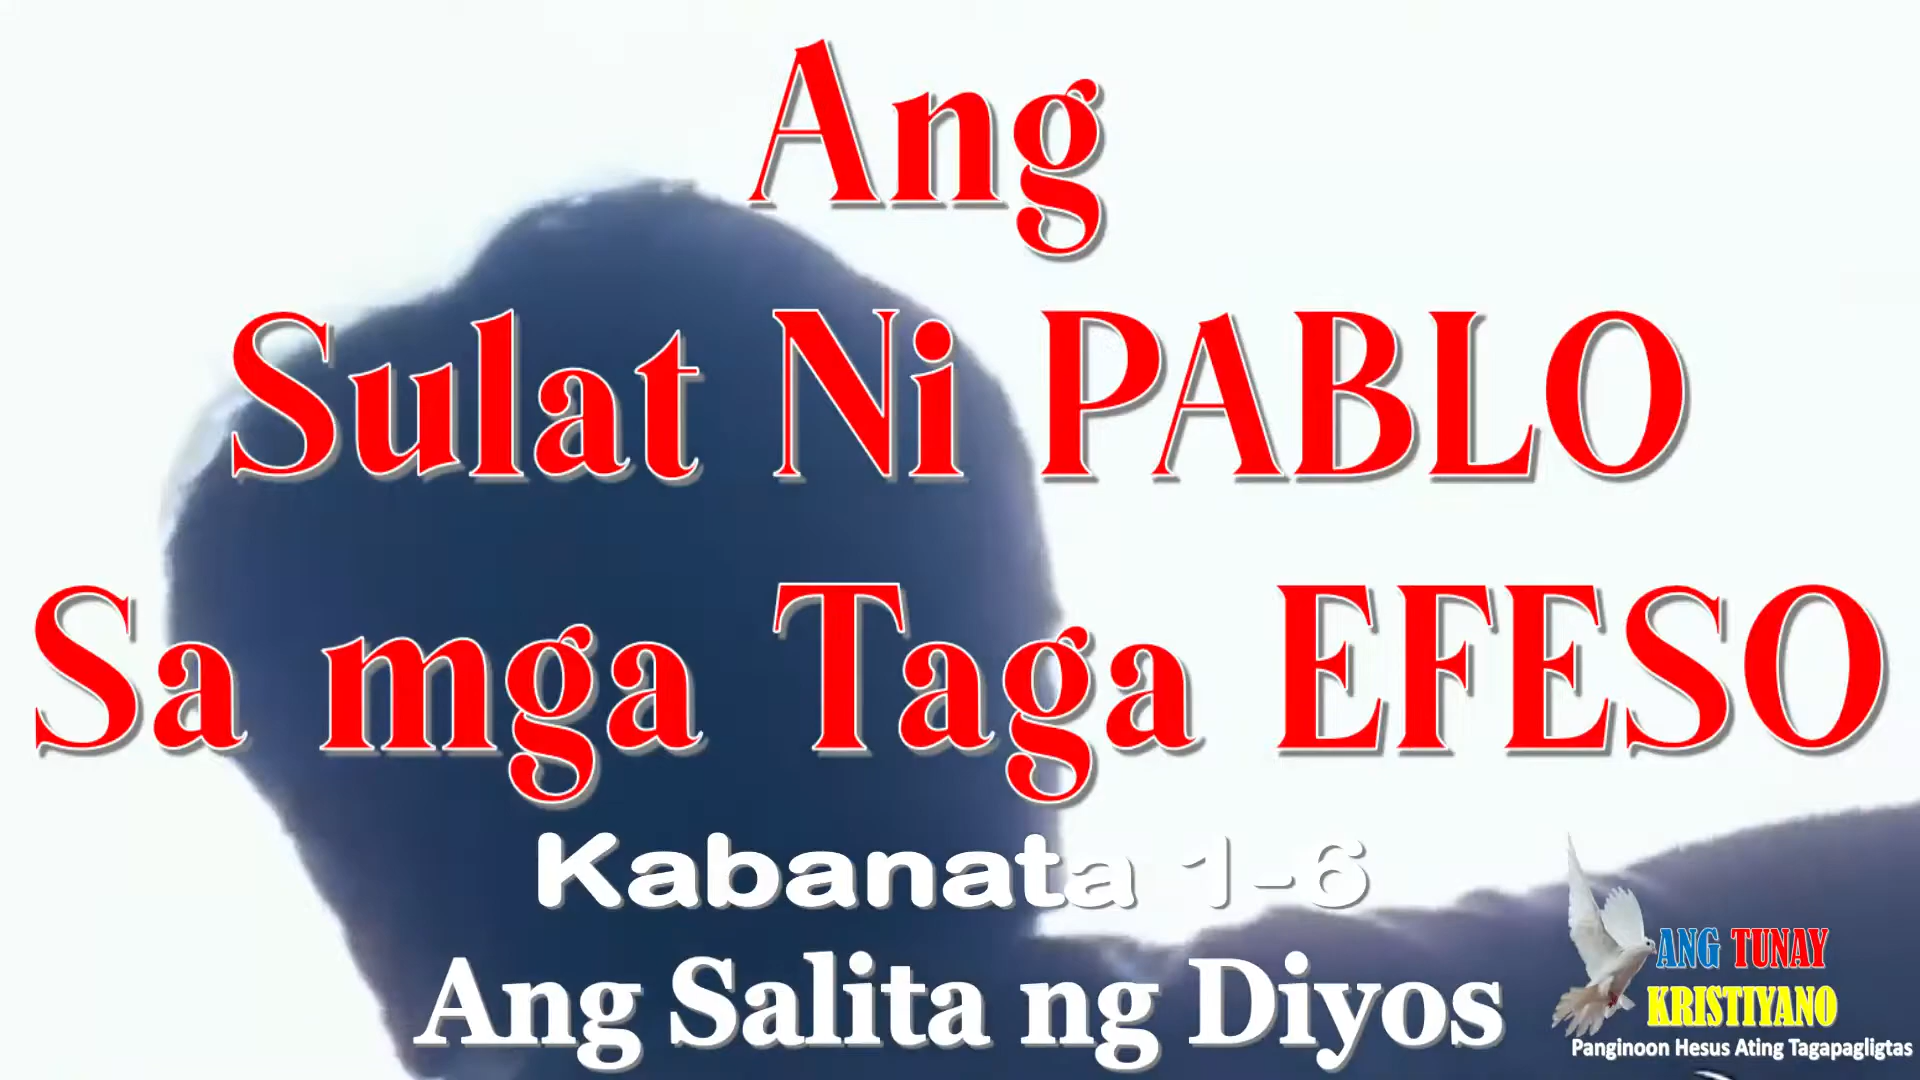 Ang
Sulat Ni PABLO
Sa mga Taga EFESO
Kabanata 1-6
Ang Salita ng Diyos
ANG TUNAY
KRISTIYANO
Panginoon Hesus Ating Tagapagligtas